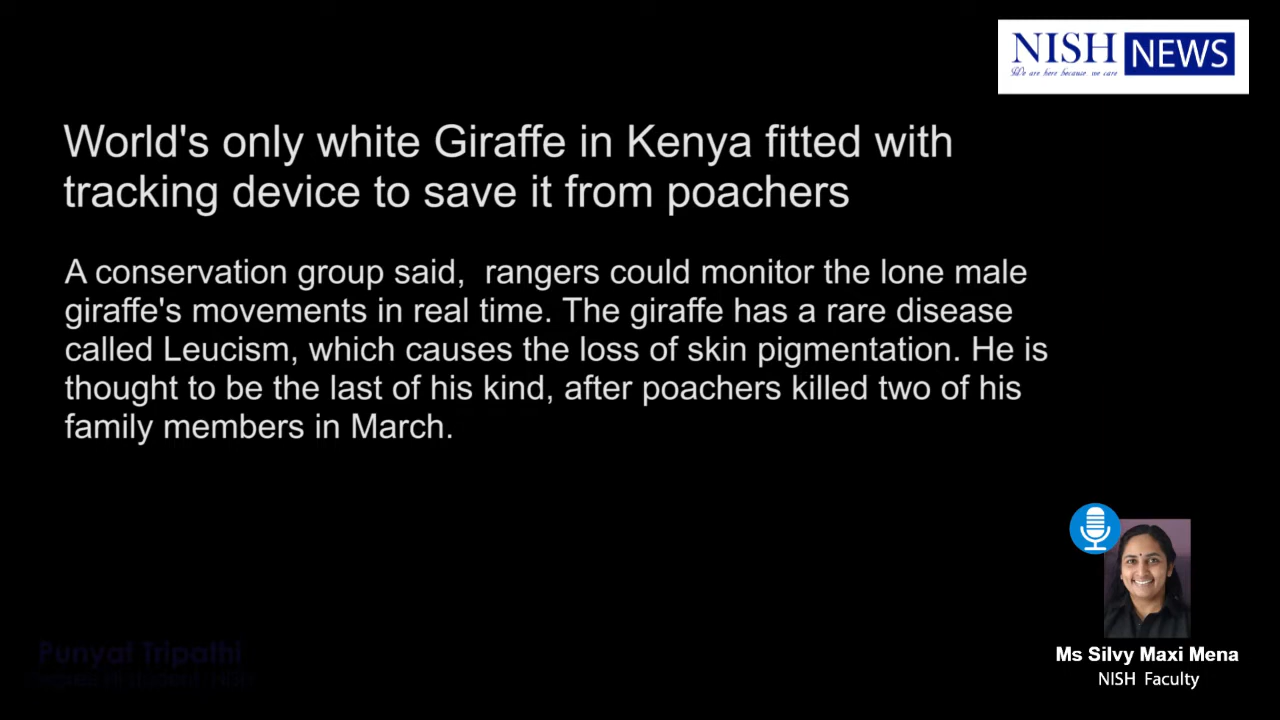 NISH NEWS
We are here because we care
World's only white Giraffe in Kenya fitted with
tracking device to save it from poachers
A conservation group said,  rangers could monitor the lone male
giraffe's movements in real time. The giraffe has a rare disease
called Leucism, which causes the loss of skin pigmentation. He is
thought to be the last of his kind, after poachers killed two of his
family members in March.
Punyat Tripathi
Ms Silvy Maxi Mena
NISH Faculty